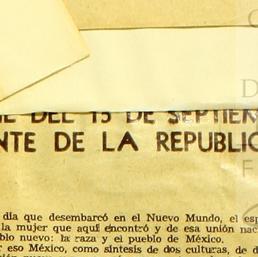 DEL 15 DE SEPTIEM
NTE DE LA REPUBLIC
día que desembarcó en el Nuevo Mundo, el esp
la mujer que aquí encontró y de esa unión na
blo nuevo: la raza y el pueblo de México.
eso México, como síntesis de dos culturas, de d